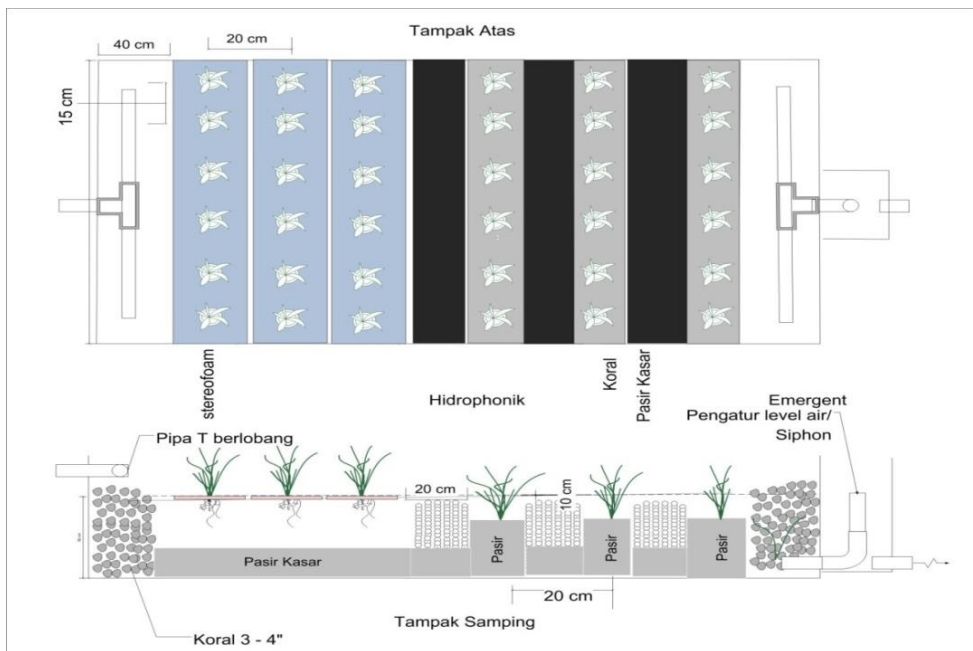 Tampak Atas
40 cm
20 cm
15 cm
stereofoam
Koral
Pasir Kasar
Hidrophonik
Emergent
Pengatur level air/
Siphon
Pipa T berlobang
20 cm
10 cm
Pasir
Pasir
Pasir
Pasir Kasar
20 cm
Tampak Samping
Koral 3 - 4"